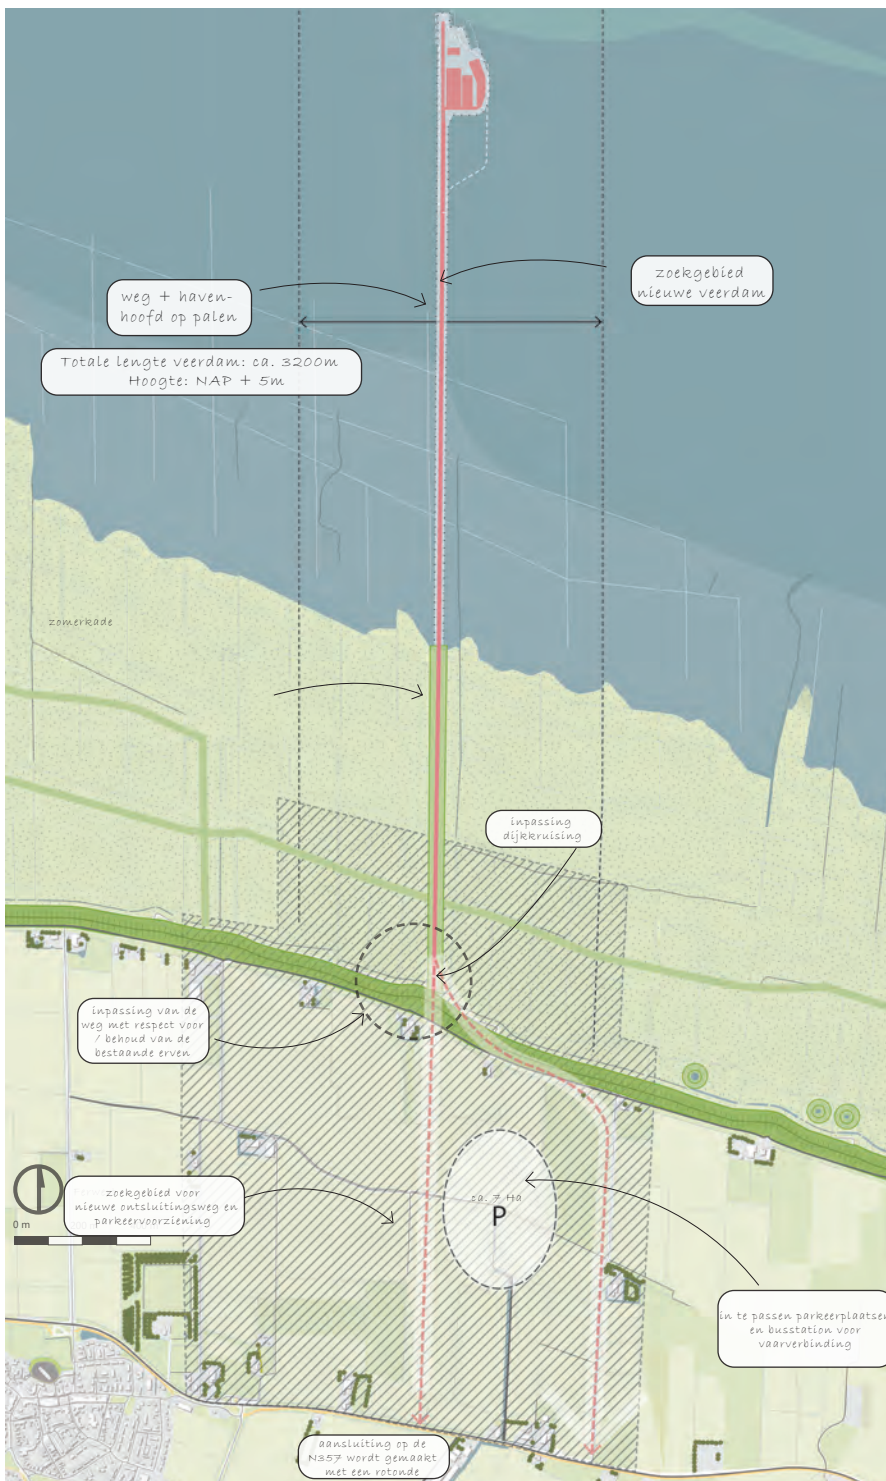 zoekgebied
nieuwe veerdam
weg + haven-
hoofd op palen
Totale lengte veerdam: ca. 3200m
Hoogte: NAP + 5m
zomerkade
inpassing
dijkkruising
inpassing van de
weg met respect voor
/ behoud van de
bestaande erven
zoekgebied voor
nieuwe ontsluitingsweg en
parkeervoorziening
ca. 7 Ha
P
0 m
in te passen parkeerplaatsen
en busstation voor
vaarverbinding
aansluiting op de
N357 wordt gemaakt
met een rotonde